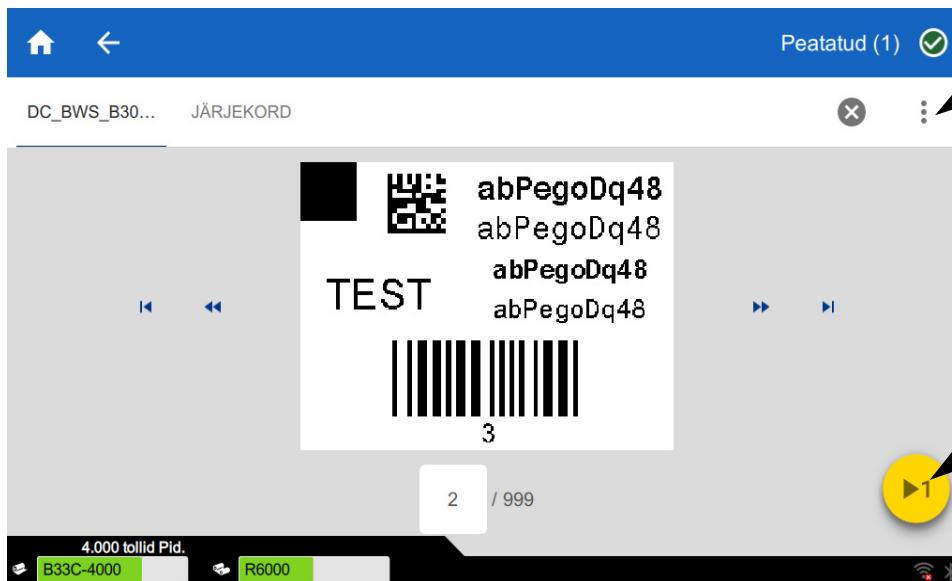 Peatatud (1)
DC_BWS_B30... JÄRJEKORD
abPegoDq48
abPegoDq48
TEST
abPegoDq48
abPegoDq48
3
2 / 999
1
4.000 tollid Pid.
B33C-4000 R6000